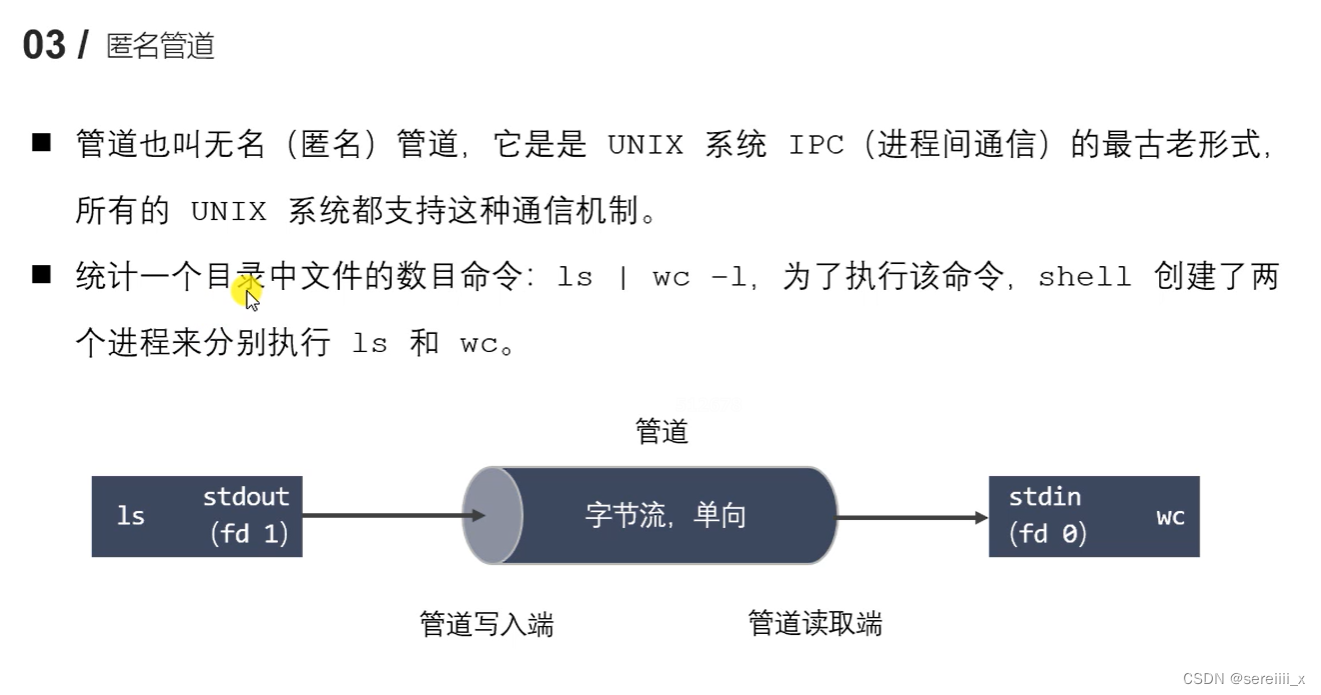 03 / 匿名管道
■ 管道也叫无名（匿名）管道，它是是 UNIX 系统 IPC（进程间通信）的最古老形式，
所有的 UNIX 系统都支持这种通信机制。
■ 统计一个目录中文件的数目命令：ls | wc –l，为了执行该命令，shell 创建了两
个进程来分别执行 ls 和 wc。
管道
ls
stdout
(fd 1)
字节流，单向
stdin
(fd 0)
wc
管道写入端
管道读取端
CSDN @sereiiii_x